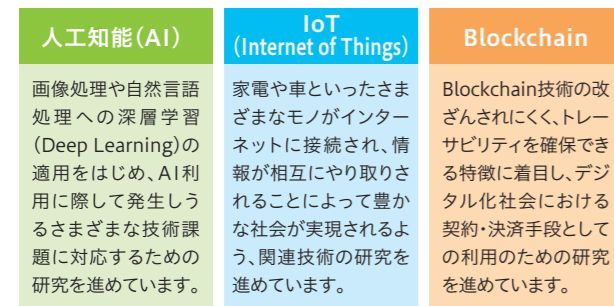 人工知能(AI)
画像処理や自然言語
処理への深層学習
(Deep Learning)の
適用をはじめ、AI利
用に際して発生しう
るさまざまな技術課
題に対応するための
研究を進めています。
IoT
(Internet of Things)
家電や車といったさま
ざまなモノがインター
ネットに接続され、情
報が相互にやり取りさ
れることによって豊か
な社会が実現されるよ
う、関連技術の研究を
進めています。
Blockchain
Blockchain技術の改
ざんされにくく、トレー
サビリティを確保でき
る特徴に着目し、デジ
タル化社会における
契約・決済手段として
の利用のための研究
を進めています。